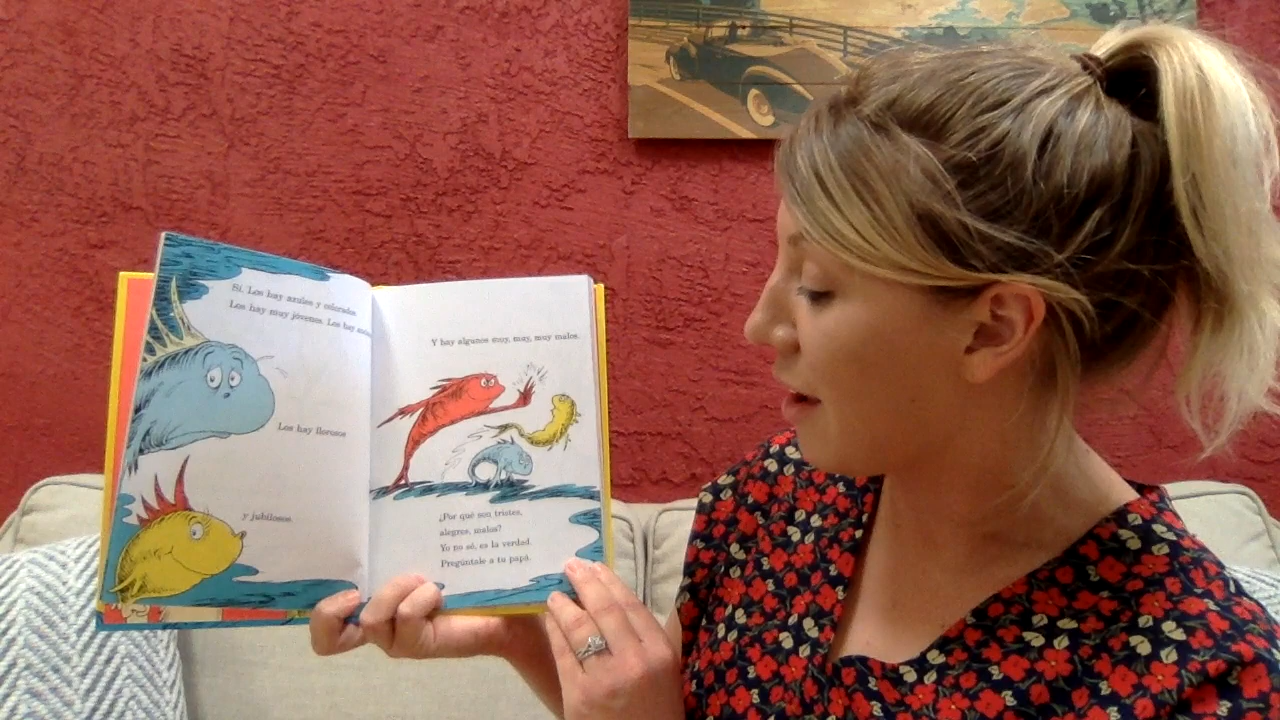 Sí. Los hay azules y colorados.
Los hay muy jóvenes. Los hay
Los hay llorosos
y jubilosos.
Y hay algunos muy, muy, muy malos.
¿Por qué son tristes,
alegres, malos?
Yo no sé, es la verdad.
Pregúntale a tu papá.